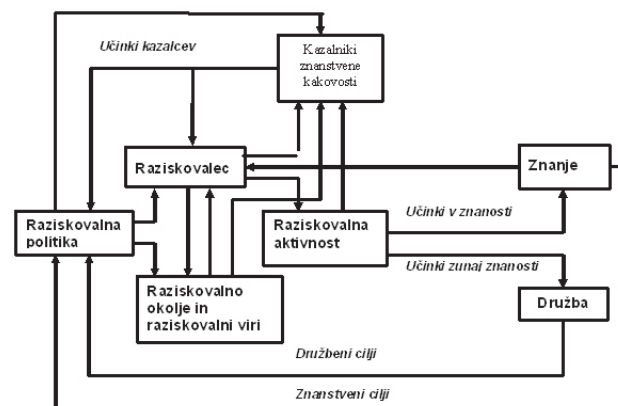 Učinki kazalcev
Kazalniki
znanstvene
kakovosti
Raziskovalec
Znanje
Raziskovalna
politika
Raziskovalna
aktivnost
Učinki v znanosti
Učinki zunaj znanosti
Raziskovalno
okolje in
raziskovalni viri
Družba
Družbeni cilji
Znanstveni cilji